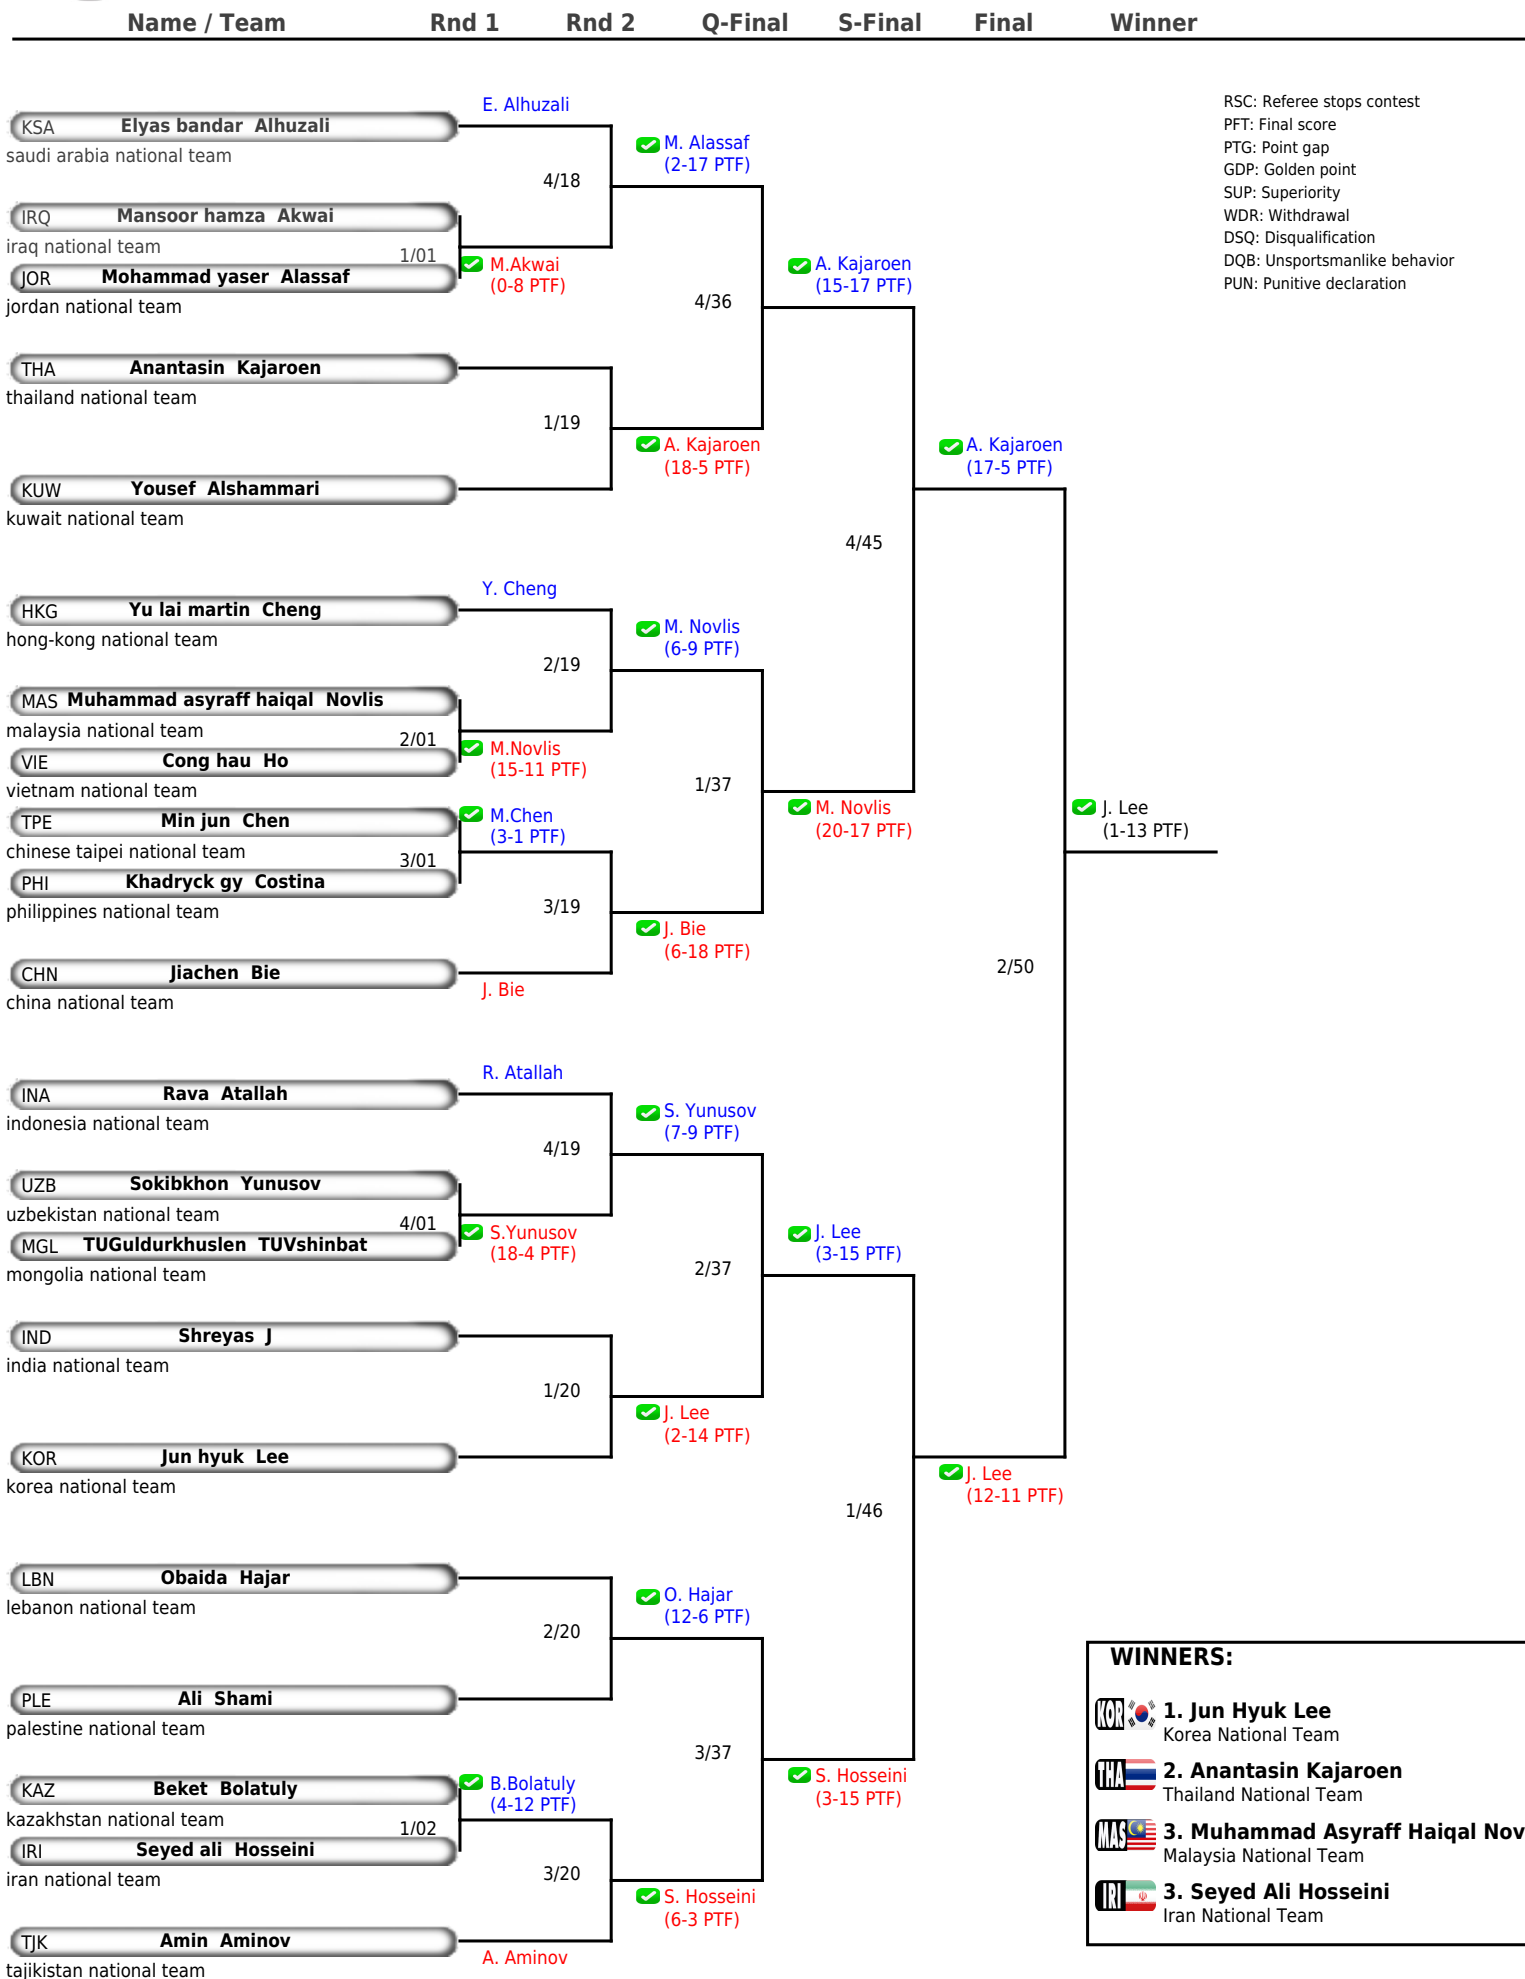 Name / Team Rnd 1 Rnd 2 Q-Final S-Final Final Winner
RSC: Referee stops contest
PFT: Final score
PTG: Point gap
GDP: Golden point
SUP: Superiority
WDR: Withdrawal
DSQ: Disqualification
DQB: Unsportsmanlike behavior
PUN: Punitive declaration
E. Alhuzali
KSA Elyas bandar Alhuzali
saudi arabia national team
M. Alassaf
(2-17 PTF)
4/18
IRQ Mansoor hamza Akwai
iraq national team
1/01
JOR Mohammad yaser Alassaf
jordan national team
M.Akwai
(0-8 PTF)
A. Kajaroen
(15-17 PTF)
4/36
THA Anantasin Kajaroen
thailand national team
1/19
A. Kajaroen
(18-5 PTF)
A. Kajaroen
(17-5 PTF)
KUW Yousef Alshammari
kuwait national team
4/45
Y. Cheng
HKG Yu lai martin Cheng
hong-kong national team
M. Novlis
(6-9 PTF)
2/19
MAS Muhammad asyraff haiqal Novlis
malaysia national team
2/01
VIE Cong hau Ho
vietnam national team
M.Novlis
(15-11 PTF)
1/37
TPE Min jun Chen
chinese taipei national team
M.Chen
(3-1 PTF)
M. Novlis
(20-17 PTF)
J. Lee
(1-13 PTF)
3/01
PHI Khadryck gy Costina
philippines national team
3/19
J. Bie
(6-18 PTF)
CHN Jiachen Bie
china national team
J. Bie
2/50
R. Atallah
INA Rava Atallah
indonesia national team
S. Yunusov
(7-9 PTF)
4/19
UZB Sokibkhon Yunusov
uzbekistan national team
4/01
MGL TUGuldurkhuslen TUVshinbat
mongolia national team
S.Yunusov
(18-4 PTF)
J. Lee
(3-15 PTF)
2/37
IND Shreyas J
india national team
1/20
J. Lee
(2-14 PTF)
KOR Jun hyuk Lee
korea national team
J. Lee
(12-11 PTF)
1/46
LBN Obaida Hajar
lebanon national team
O. Hajar
(12-6 PTF)
2/20
PLE Ali Shami
palestine national team
3/37
KAZ Beket Bolatuly
kazakhstan national team
B.Bolatuly
(4-12 PTF)
S. Hosseini
(3-15 PTF)
1/02
IRI Seyed ali Hosseini
iran national team
3/20
S. Hosseini
(6-3 PTF)
TJK Amin Aminov
tajikistan national team
A. Aminov
WINNERS:
KOR 1. Jun Hyuk Lee
Korea National Team
THA 2. Anantasin Kajaroen
Thailand National Team
MAS 3. Muhammad Asyraff Haiqal Nov
Malaysia National Team
IRI 3. Seyed Ali Hosseini
Iran National Team